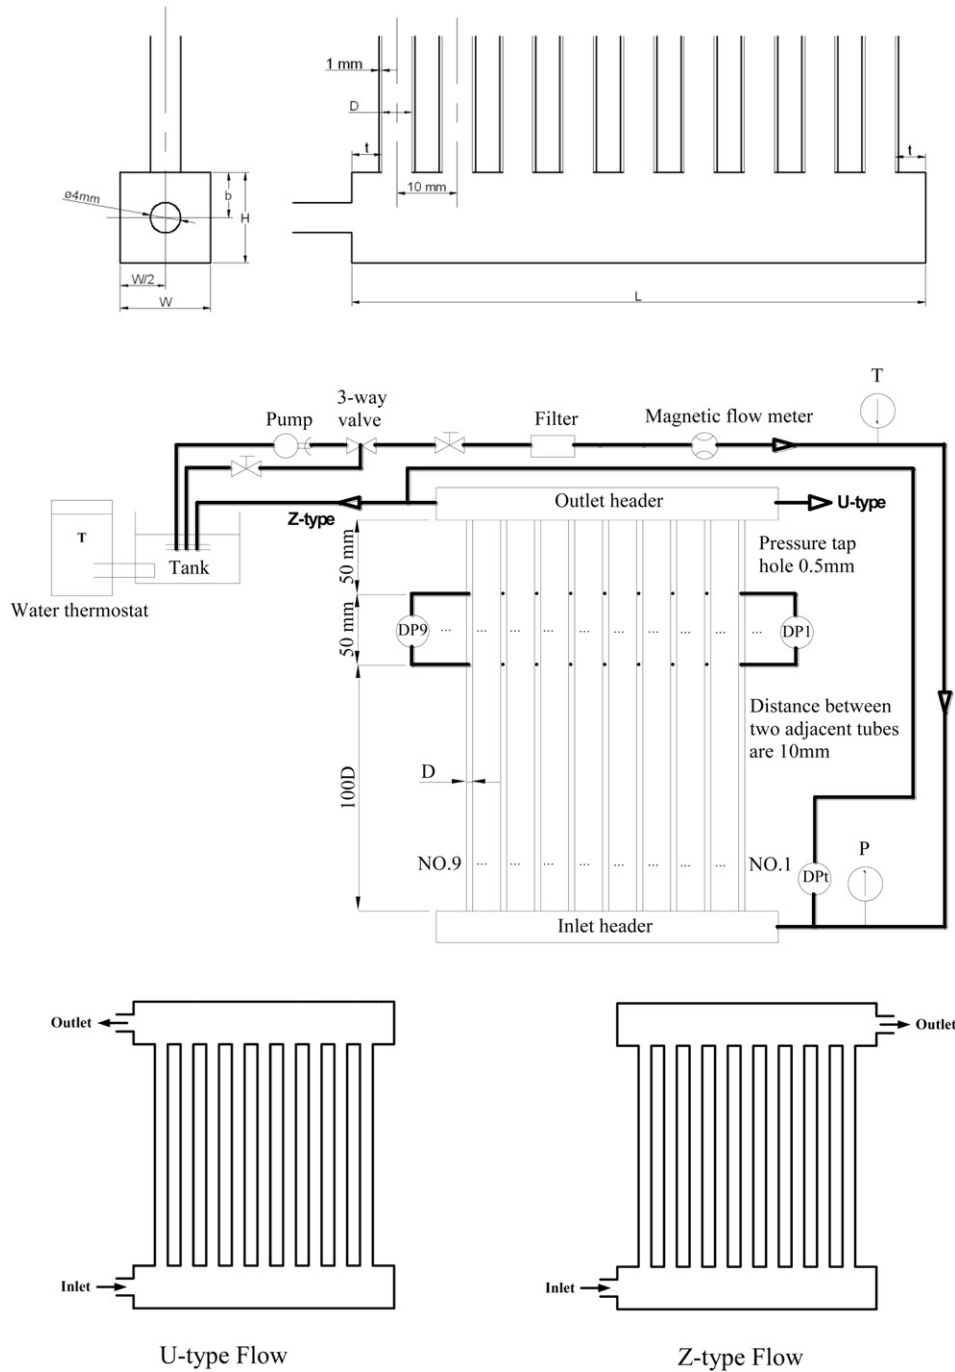 1 mm
D
t
t
10 mm
ø4mm
b
H
W/2
W
L
T
3-way
valve
Pump
Filter
Magnetic flow meter
Z-type
Outlet header
U-type
T
Tank
Water thermostat
50 mm
Pressure tap
hole 0.5mm
50 mm
DP9
...
...
...
...
...
...
...
...
...
DP1
Distance between
two adjacent tubes
are 10mm
100D
D
NO.9
...
...
...
...
...
...
...
...
NO.1
DPt
P
Inlet header
Outlet
Outlet
Inlet
Inlet
U-type Flow
Z-type Flow